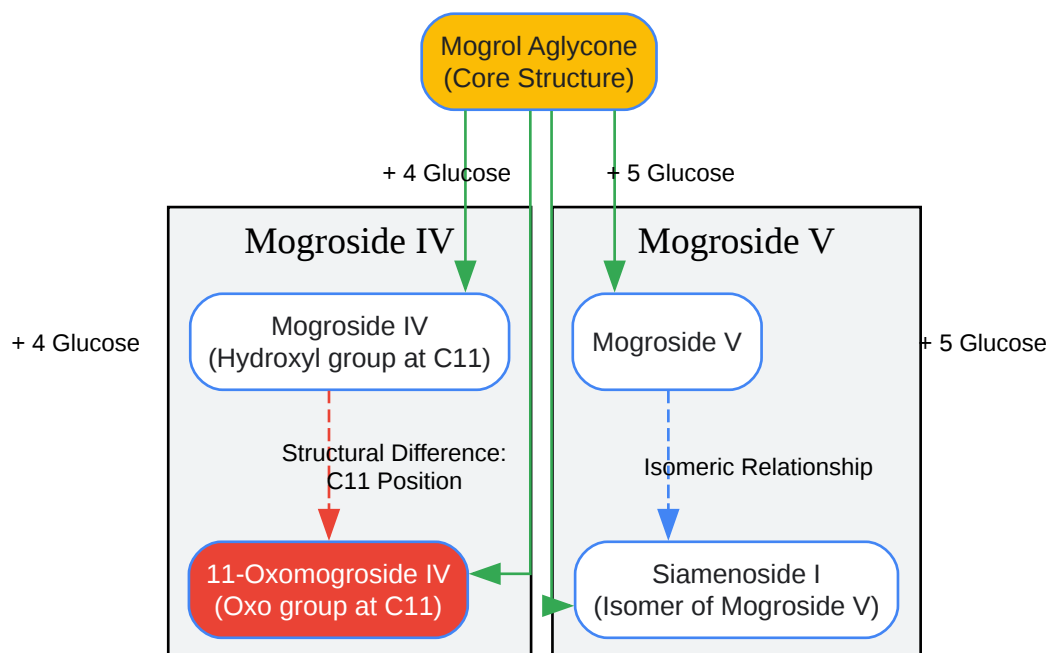 Mogrol Aglycone
(Core Structure)
+ 4 Glucose
+ 5 Glucose
Mogroside IV
Mogroside V
Mogroside IV
(Hydroxyl group at C11)
Mogroside V
+ 4 Glucose
+ 5 Glucose
Structural Difference:
C11 Position
Isomeric Relationship
11-Oxomogroside IV
(Oxo group at C11)
Siamenoside I
(Isomer of Mogroside V)